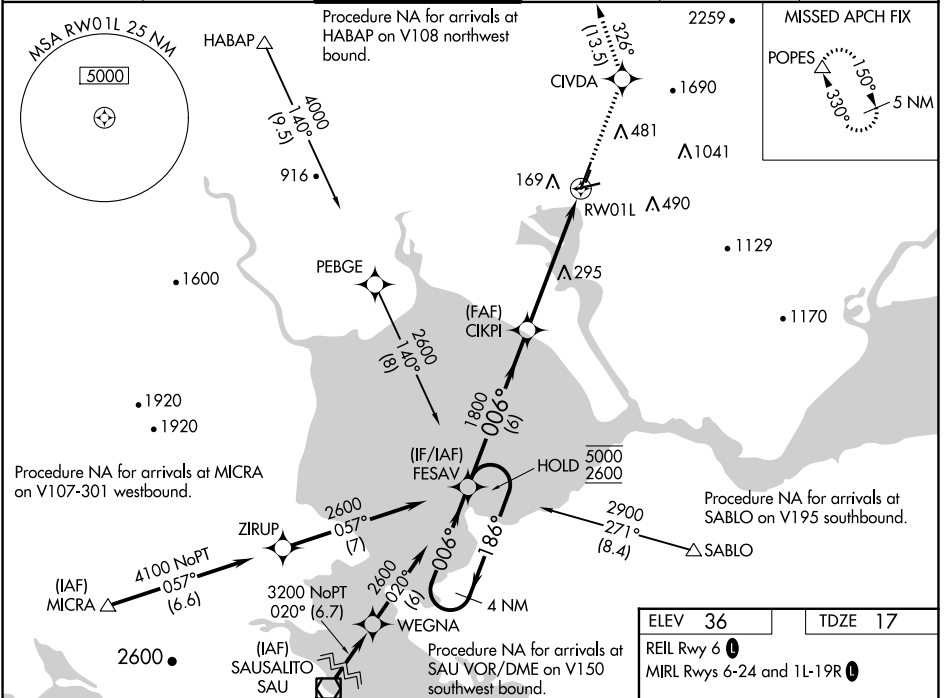 MSA RW01L 25 NM
5000
HABAP
Procedure NA for arrivals at
HABAP on V108 northwest
bound.
326°
(13.5)
2259
MISSED APCH FIX
POPES
150°
330°
5 NM
CIVDA
1690
481
1041
4000
140°
(9.5)
916
169
RW01L
490
1129
295
PEBGE
1600
(FAF)
CIKPI
1170
2600
140°
(8)
1800
006°
(6)
1920
1920
(IF/IAF)
FESAV
HOLD
5000
2600
Procedure NA for arrivals at MICRA
on V107-301 westbound.
Procedure NA for arrivals at
SABLO on V195 southbound.
2600
057°
(7)
ZIRUP
2900
271°
(8.4)
SABLO
4100 NoPT
057°
(6.6)
(IAF)
MICRA
006°
186°
4 NM
2600
020°
(6)
3200 NoPT
020° (6.7)
WEGNA
(IAF)
SAUSALITO
SAU
2600
Procedure NA for arrivals at
SAU VOR/DME on V150
southwest bound.
ELEV 36
TDZE 17
REIL Rwy 6 L
MIRL Rwys 6-24 and 1L-19R L